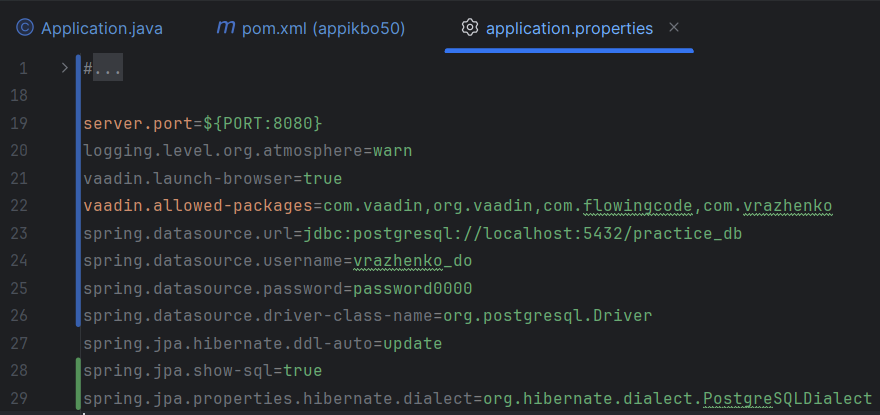 Application.java m pom.xml (appikbo50) application.properties
1 #...
18
19 server.port=${PORT:8080}
20 logging.level.org.atmosphere=warn
21 vaadin.launch-browser=true
22 vaadin.allowed-packages=com.vaadin,org.vaadin,com.flowingcode,com.vrazhenko
23 spring.datasource.url=jdbc:postgresql://localhost:5432/practice_db
24 spring.datasource.username=vrazhenko_do
25 spring.datasource.password=password0000
26 spring.datasource.driver-class-name=org.postgresql.Driver
27 spring.jpa.hibernate.ddl-auto=update
28 spring.jpa.show-sql=true
29 spring.jpa.properties.hibernate.dialect=org.hibernate.dialect.PostgreSQLDialect